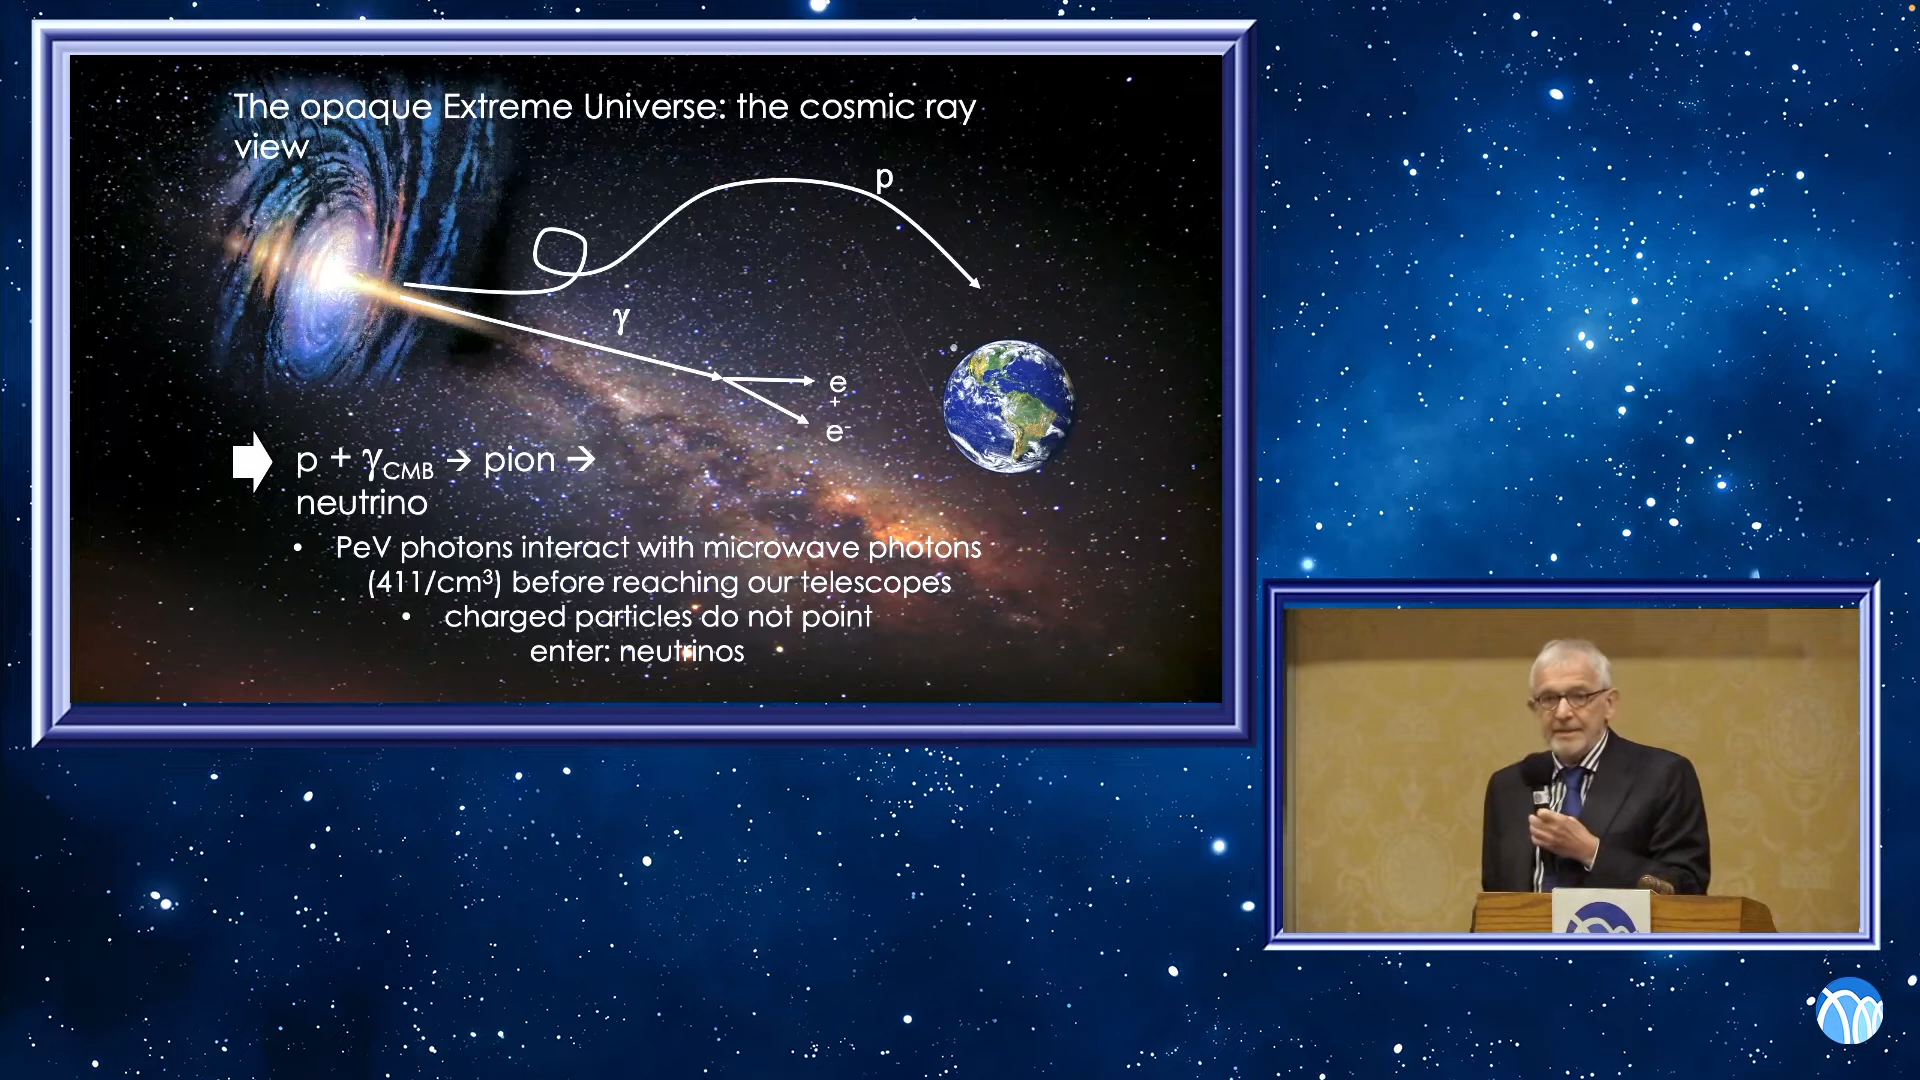 The opaque Extreme Universe: the cosmic ray
view
p
γ
e
+
e⁻
p + γCMB → pion →
neutrino
• PeV photons interact with microwave photons
(411/cm³) before reaching our telescopes
• charged particles do not point
enter: neutrinos